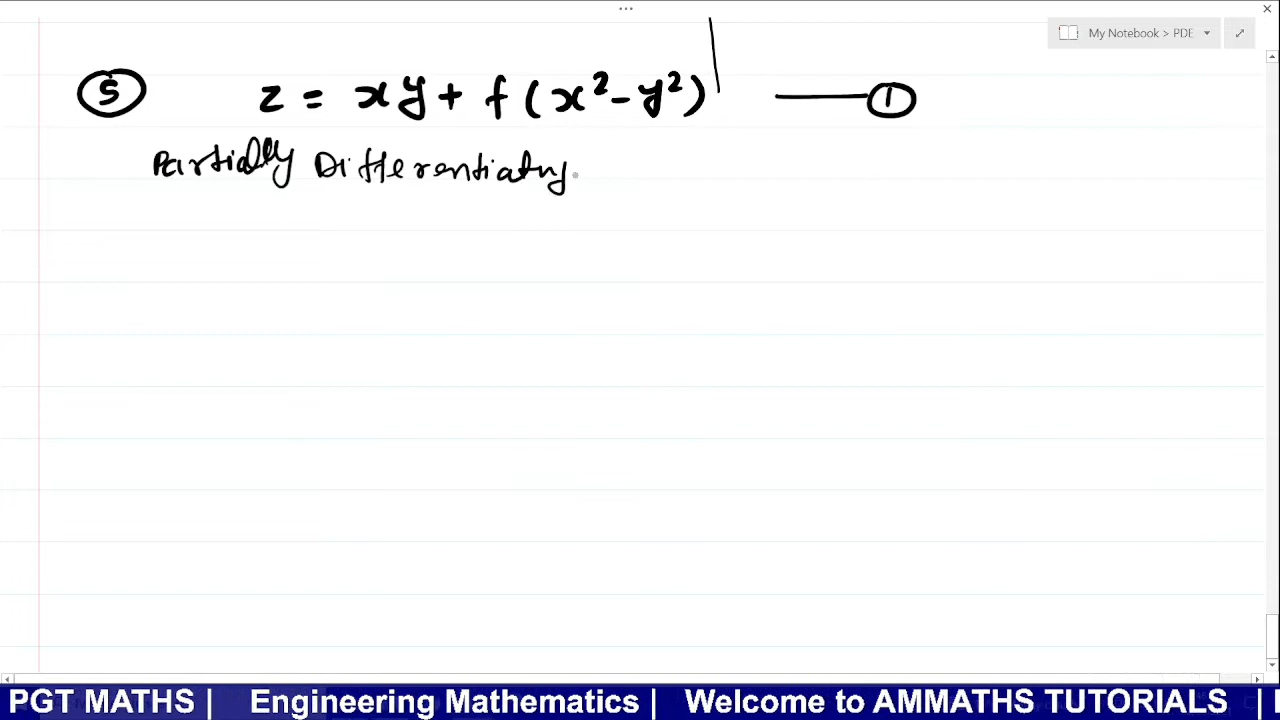 My Notebook > PDE
5 z = xy + f(x²-y²) —— 1
Partially Differentiating
PGT MATHS | Engineering Mathematics | Welcome to AMMATHS TUTORIALS |